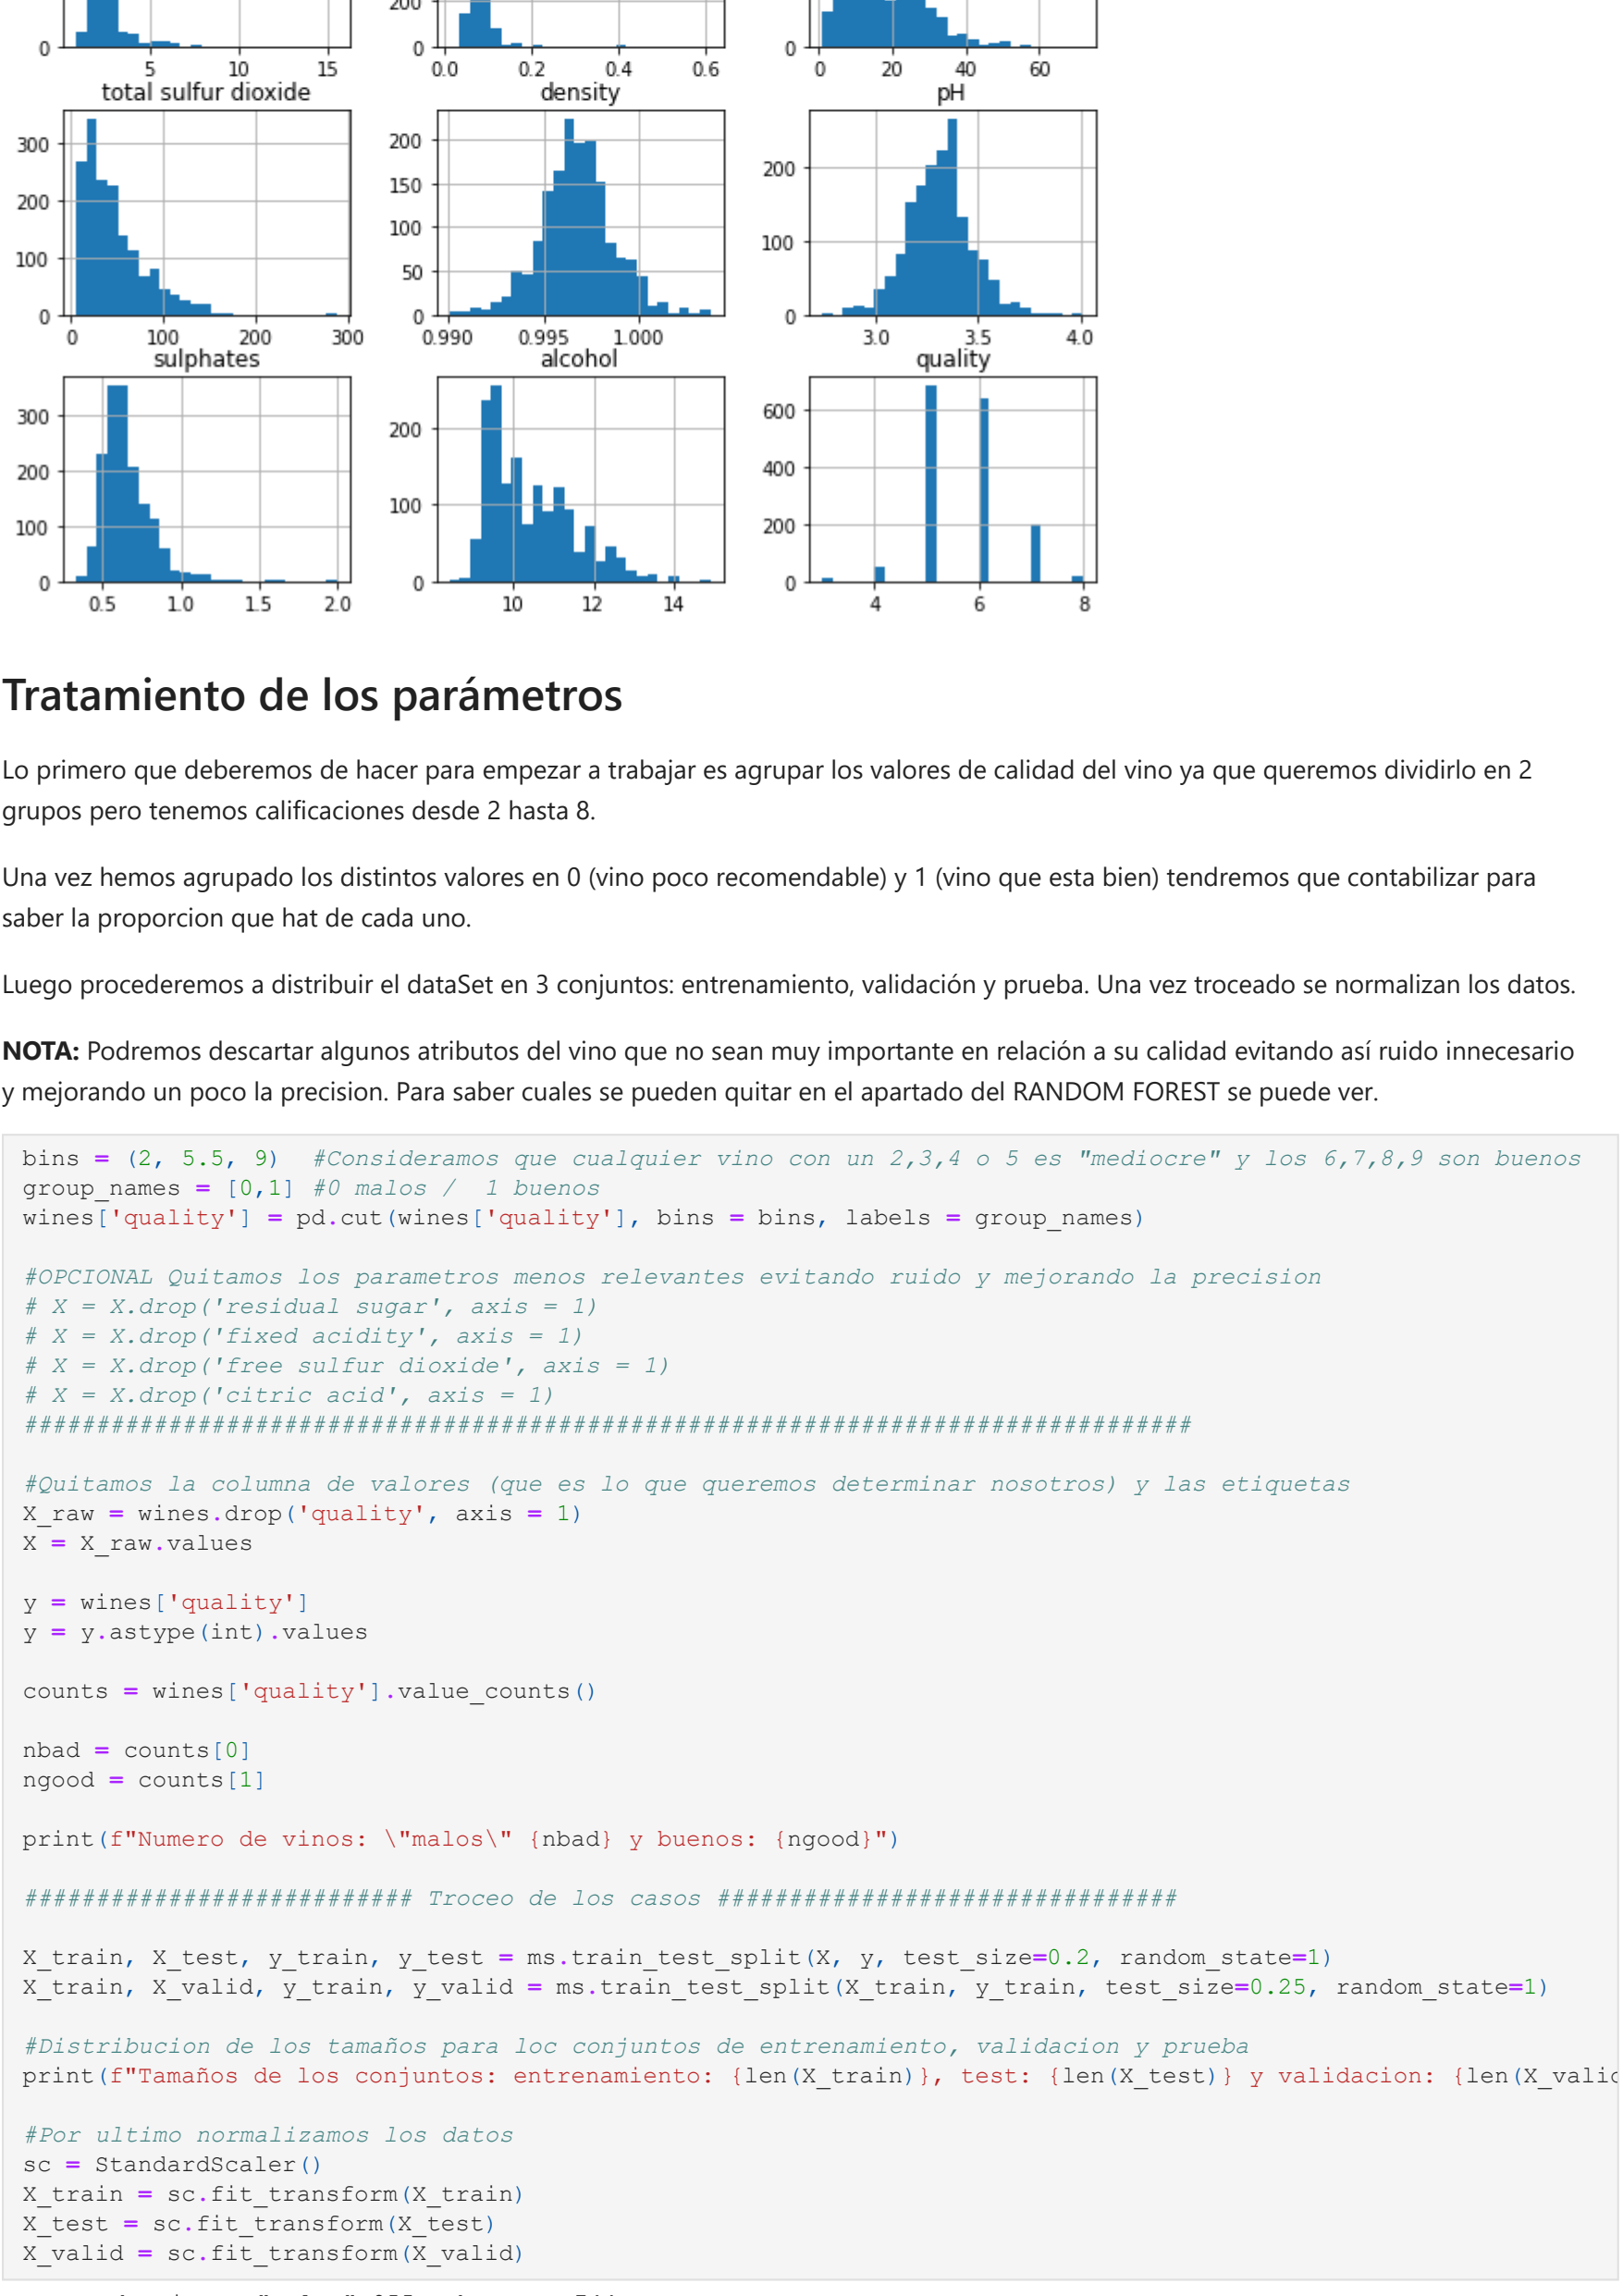 200
0
0
0
5
10
15
0.0
0.2
0.4
0.6
0
20
40
60
total sulfur dioxide
density
pH
300
200
100
0
200
150
100
50
0
200
100
0
0
100
200
300
0.990
0.995
1.000
3.0
3.5
4.0
sulphates
alcohol
quality
300
200
100
0
200
100
0
600
400
200
0
0.5
1.0
1.5
2.0
10
12
14
4
6
8
Tratamiento de los parámetros
Lo primero que deberemos de hacer para empezar a trabajar es agrupar los valores de calidad del vino ya que queremos dividirlo en 2
grupos pero tenemos calificaciones desde 2 hasta 8.
Una vez hemos agrupado los distintos valores en 0 (vino poco recomendable) y 1 (vino que esta bien) tendremos que contabilizar para
saber la proporcion que hat de cada uno.
Luego procederemos a distribuir el dataSet en 3 conjuntos: entrenamiento, validación y prueba. Una vez troceado se normalizan los datos.
NOTA: Podremos descartar algunos atributos del vino que no sean muy importante en relación a su calidad evitando así ruido innecesario
y mejorando un poco la precision. Para saber cuales se pueden quitar en el apartado del RANDOM FOREST se puede ver.
bins = (2, 5.5, 9)  #Consideramos que cualquier vino con un 2,3,4 o 5 es "mediocre" y los 6,7,8,9 son buenos
group_names = [0,1] #0 malos /  1 buenos
wines['quality'] = pd.cut(wines['quality'], bins = bins, labels = group_names)
#OPCIONAL Quitamos los parametros menos relevantes evitando ruido y mejorando la precision
# X = X.drop('residual sugar', axis = 1)
# X = X.drop('fixed acidity', axis = 1)
# X = X.drop('free sulfur dioxide', axis = 1)
# X = X.drop('citric acid', axis = 1)
#################################################################################
#Quitamos la columna de valores (que es lo que queremos determinar nosotros) y las etiquetas
X_raw = wines.drop('quality', axis = 1)
X = X_raw.values
y = wines['quality']
y = y.astype(int).values
counts = wines['quality'].value_counts()
nbad = counts[0]
ngood = counts[1]
print(f"Numero de vinos: \"malos\" {nbad} y buenos: {ngood}")
########################### Troceo de los casos ################################
X_train, X_test, y_train, y_test = ms.train_test_split(X, y, test_size=0.2, random_state=1)
X_train, X_valid, y_train, y_valid = ms.train_test_split(X_train, y_train, test_size=0.25, random_state=1)
#Distribucion de los tamaños para loc conjuntos de entrenamiento, validacion y prueba
print(f"Tamaños de los conjuntos: entrenamiento: {len(X_train)}, test: {len(X_test)} y validacion: {len(X_valid
#Por ultimo normalizamos los datos
sc = StandardScaler()
X_train = sc.fit_transform(X_train)
X_test = sc.fit_transform(X_test)
X_valid = sc.fit_transform(X_valid)